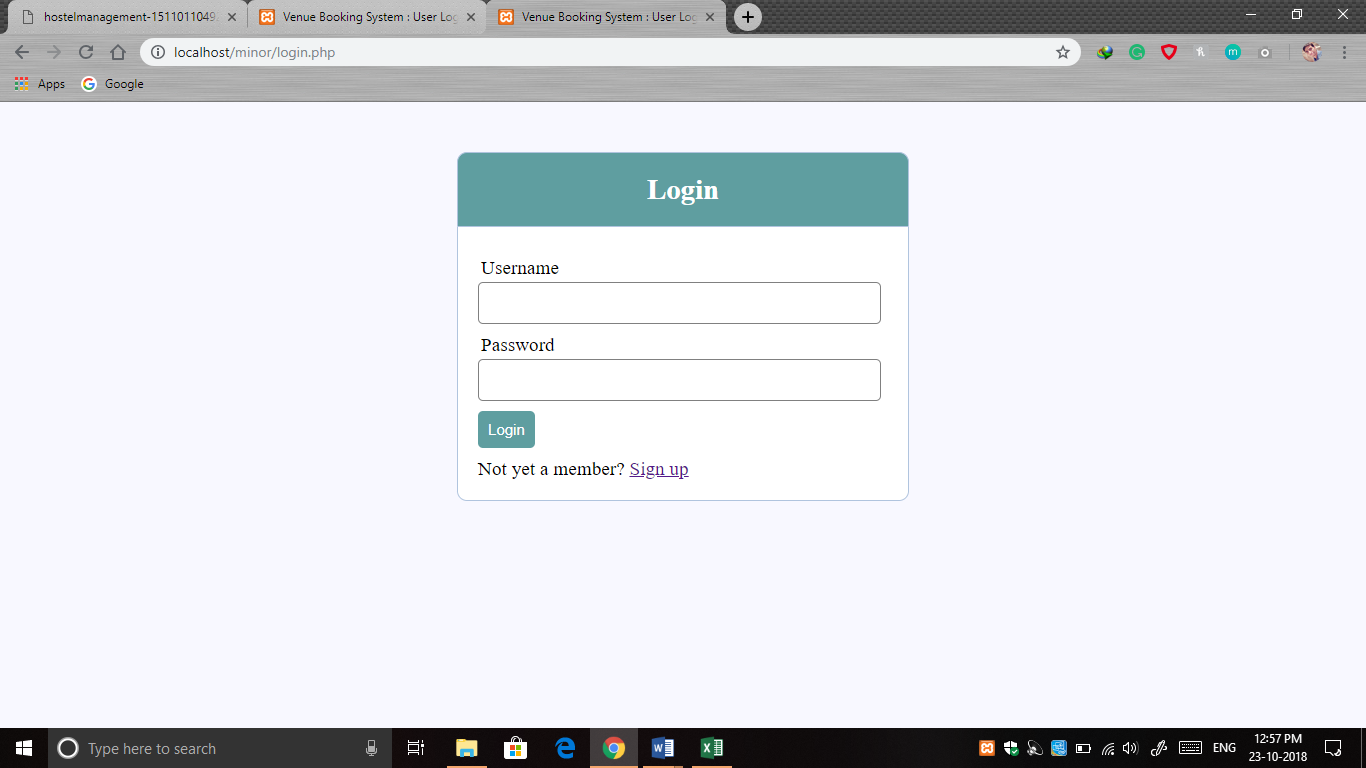 hostelmanagement-1511011049
Venue Booking System : User Log
Venue Booking System : User Log
localhost/minor/login.php
Apps
Google
Login
Username
Password
Login
Not yet a member? Sign up
Type here to search
ENG
12:57 PM
23-10-2018